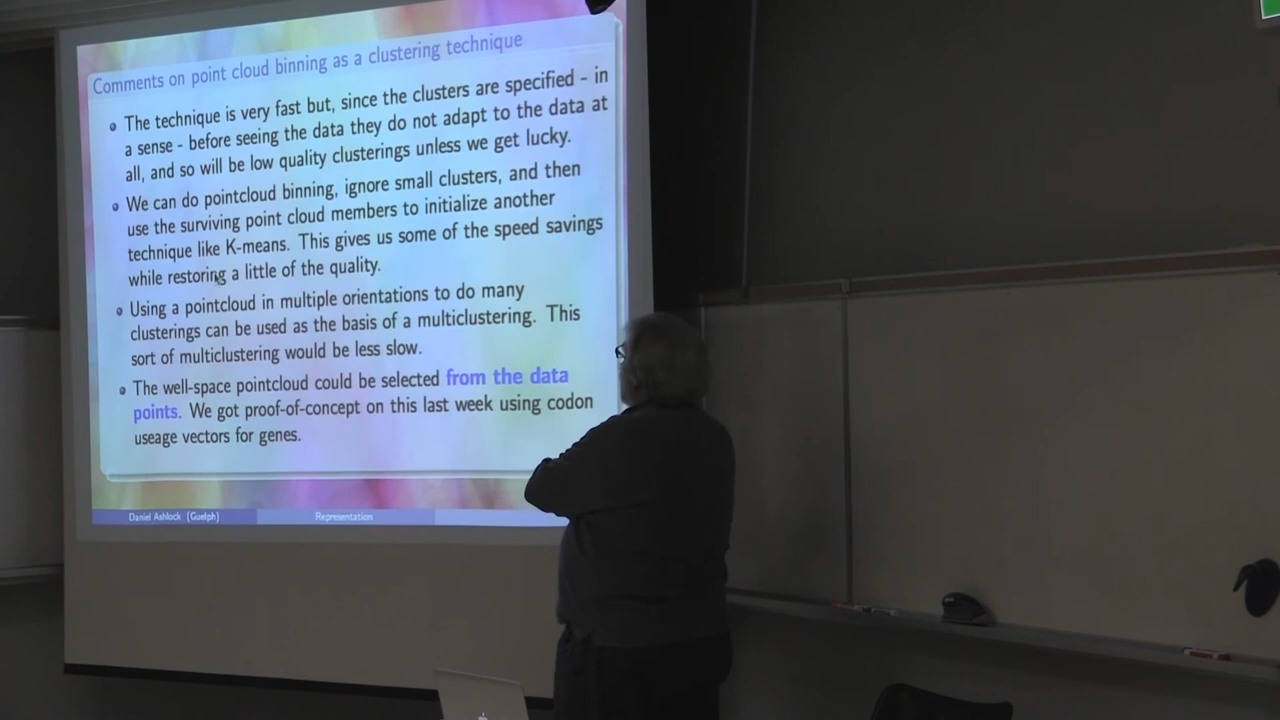 Comments on point cloud binning as a clustering technique
The technique is very fast but, since the clusters are specified - in
a sense - before seeing the data they do not adapt to the data at
all, and so will be low quality clusterings unless we get lucky.
We can do pointcloud binning, ignore small clusters, and then
use the surviving point cloud members to initialize another
technique like K-means. This gives us some of the speed savings
while restoring a little of the quality.
Using a pointcloud in multiple orientations to do many
clusterings can be used as the basis of a multiclustering. This
sort of multiclustering would be less slow.
The well-space pointcloud could be selected from the data
points. We got proof-of-concept on this last week using codon
useage vectors for genes.
Daniel Ashlock (Guelph)
Representation